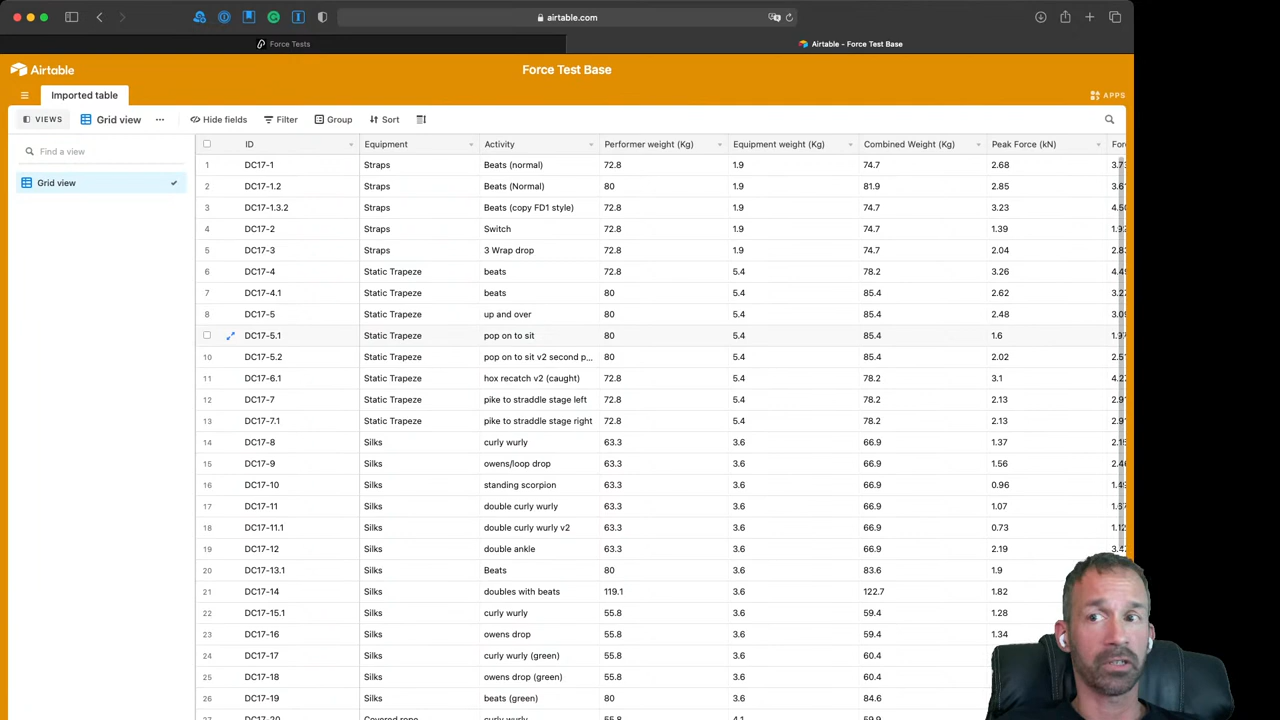 airtable.com
Force Tests
Airtable - Force Test Base
Airtable
Force Test Base
Imported table
APPS
VIEWS Grid view ... Hide fields Filter Group Sort
Find a view
Grid view
ID Equipment Activity Performer weight (Kg) Equipment weight (Kg) Combined Weight (Kg) Peak Force (kN)
1 DC17-1 Straps Beats (normal) 72.8 1.9 74.7 2.68
2 DC17-1.2 Straps Beats (Normal) 80 1.9 81.9 2.85
3 DC17-1.3.2 Straps Beats (copy FD1 style) 72.8 1.9 74.7 3.23
4 DC17-2 Straps Switch 72.8 1.9 74.7 1.39
5 DC17-3 Straps 3 Wrap drop 72.8 1.9 74.7 2.04
6 DC17-4 Static Trapeze beats 72.8 5.4 78.2 3.26
7 DC17-4.1 Static Trapeze beats 80 5.4 85.4 2.62
8 DC17-5 Static Trapeze up and over 80 5.4 85.4 2.48
DC17-5.1 Static Trapeze pop on to sit 80 5.4 85.4 1.6
10 DC17-5.2 Static Trapeze pop on to sit v2 second p... 80 5.4 85.4 2.02
11 DC17-6.1 Static Trapeze hox recatch v2 (caught) 72.8 5.4 78.2 3.1
12 DC17-7 Static Trapeze pike to straddle stage left 72.8 5.4 78.2 2.13
13 DC17-7.1 Static Trapeze pike to straddle stage right 72.8 5.4 78.2 2.13
14 DC17-8 Silks curly wurly 63.3 3.6 66.9 1.37
15 DC17-9 Silks owens/loop drop 63.3 3.6 66.9 1.56
16 DC17-10 Silks standing scorpion 63.3 3.6 66.9 0.96
17 DC17-11 Silks double curly wurly 63.3 3.6 66.9 1.07
18 DC17-11.1 Silks double curly wurly v2 63.3 3.6 66.9 0.73
19 DC17-12 Silks double ankle 63.3 3.6 66.9 2.19
20 DC17-13.1 Silks Beats 80 3.6 83.6 1.9
21 DC17-14 Silks doubles with beats 119.1 3.6 122.7 1.82
22 DC17-15.1 Silks curly wurly 55.8 3.6 59.4 1.28
23 DC17-16 Silks owens drop 55.8 3.6 59.4 1.34
24 DC17-17 Silks curly wurly (green) 55.8 3.6 60.4
25 DC17-18 Silks owens drop (green) 55.8 3.6 60.4
26 DC17-19 Silks beats (green) 80 3.6 84.6
27 DC17-20 Covered rope curly wurly 55.8 4.1 59.9